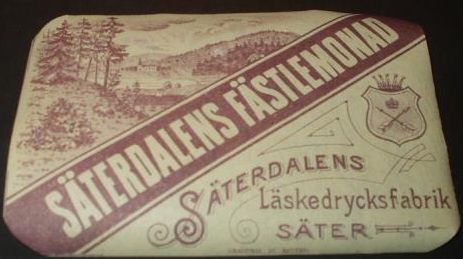 SÄTERDALENS FÄSTLEMONAD
SÄTERDALENS
Läskedrycksfabrik
SÄTER